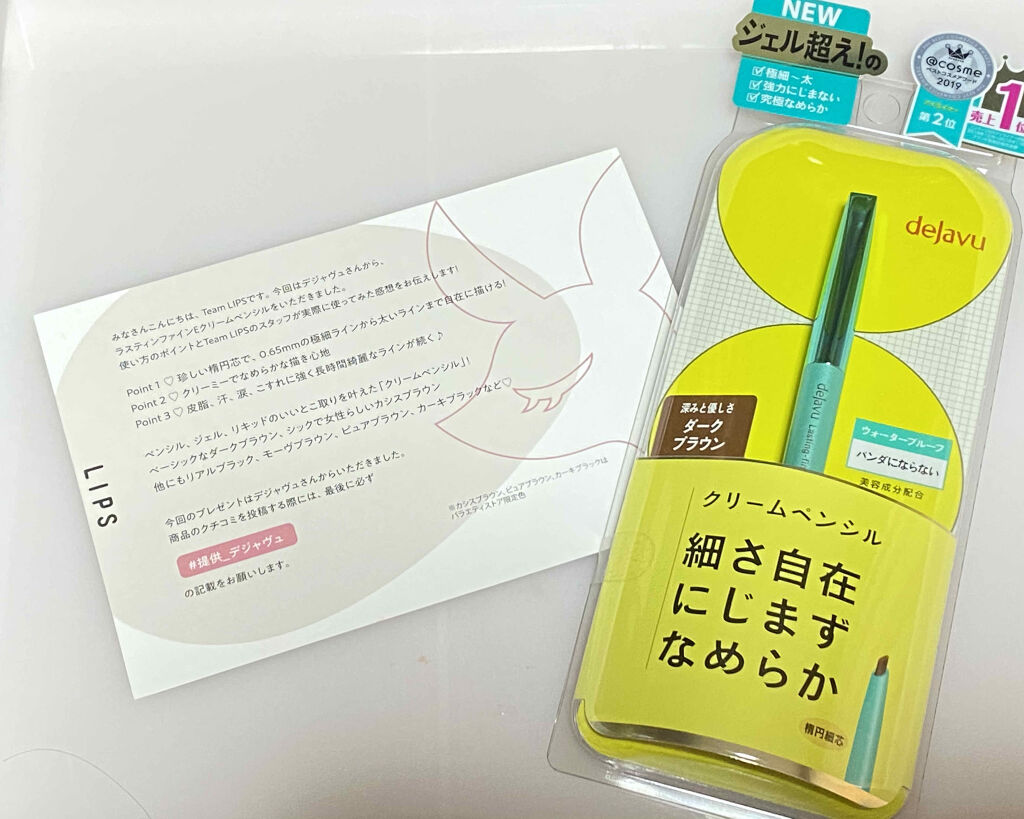 みなさんこんにちは、Team LIPSです。今回はデジャヴュさんから、
ラスティンファインEクリームペンシルをいただきました。
使い方のポイントとTeam LIPSのスタッフが実際に使ってみた感想をお伝えします!
Point 1 ♡ 珍しい楕円芯で、0.65mmの極細ラインから太いラインまで自在に描ける!
Point 2 ♡ クリーミーでなめらかな描き心地
Point 3 ♡ 皮脂、汗、涙、こすれに強く長時間綺麗なラインが続く♪
ペンシル、ジェル、リキッドのいいとこ取りを叶えた「クリームペンシル」!
ベーシックなダークブラウン、シックで女性らしいカシスブラウン
他にもリアルブラック、モーヴブラウン、ピュアブラウン、カーキブラックなど♡
今回のプレゼントはデジャヴュさんからいただきました。
商品のクチコミを投稿する際には、最後に必ず
#提供_デジャヴュ
の記載をお願いします。
※カシスブラウン、ピュアブラウン、カーキブラックは
バラエティストア限定色
LIPS
NEW
ジェル超え!の
極細~太
強力にじまない
究極なめらか
@cosme
ベストコスメアワード
2019
アイライナー
第2位
売上1位
dejavu
dejavu Lasting-fi
深みと優しさ
ダーク
ブラウン
ウォータープルーフ
パンダにならない
美容成分配合
クリームペンシル
細さ自在
にじまず
なめらか
楕円細芯